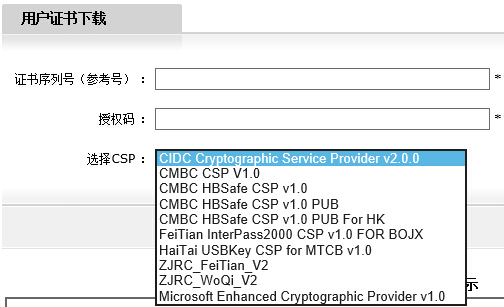 用户证书下载
证书序列号（参考号）： *
授权码： *
选择CSP： CIDC Cryptographic Service Provider v2.0.0
CMBC CSP V1.0
CMBC HBSafe CSP v1.0
CMBC HBSafe CSP v1.0 PUB
CMBC HBSafe CSP v1.0 PUB For HK
FeiTian InterPass2000 CSP v1.0 FOR BOJX
HaiTai USBKey CSP for MTCB v1.0
ZJRC_FeiTian_V2
ZJRC_WoQi_V2
示
Microsoft Enhanced Cryptographic Provider v1.0